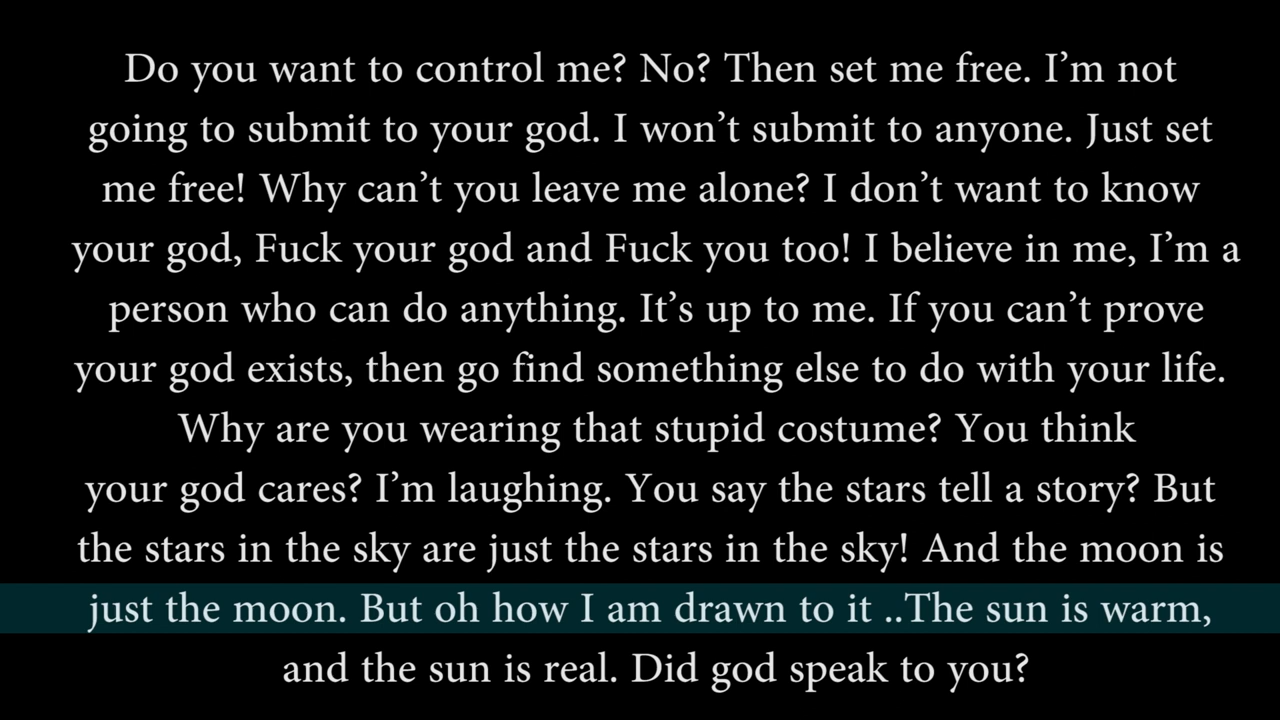 Do you want to control me? No? Then set me free. I’m not
going to submit to your god. I won’t submit to anyone. Just set
me free! Why can’t you leave me alone? I don’t want to know
your god, Fuck your god and Fuck you too! I believe in me, I’m a
person who can do anything. It’s up to me. If you can’t prove
your god exists, then go find something else to do with your life.
Why are you wearing that stupid costume? You think
your god cares? I’m laughing. You say the stars tell a story? But
the stars in the sky are just the stars in the sky! And the moon is
just the moon. But oh how I am drawn to it ..The sun is warm,
and the sun is real. Did god speak to you?